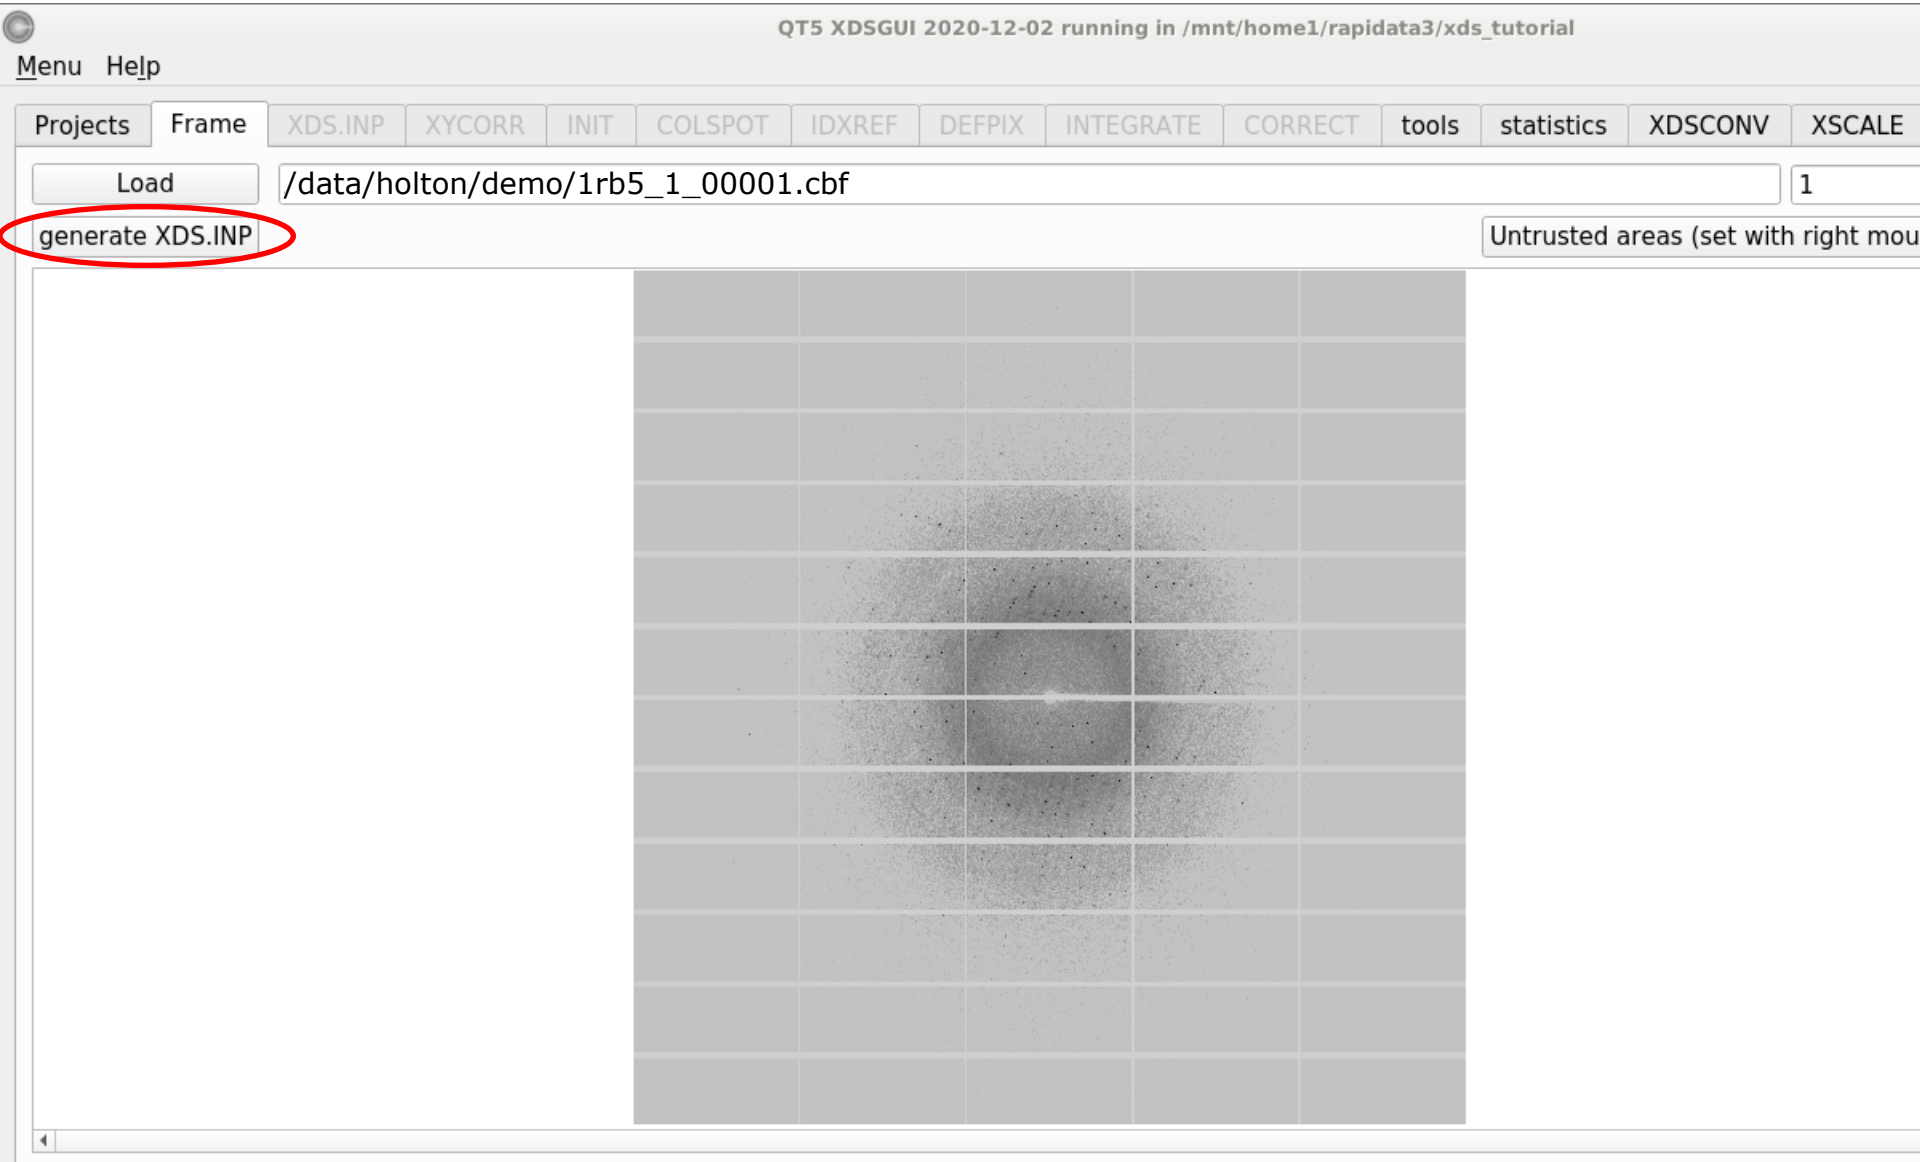 QT5 XDSGUI 2020-12-02 running in /mnt/home1/rapidata3/xds_tutorial
Menu Help
Projects Frame XDS.INP XYCORR INIT COLSPOT IDXREF DEFPIX INTEGRATE CORRECT tools statistics XDSCONV XSCALE
Load /data/holton/demo/1rb5_1_00001.cbf 1
generate XDS.INP Untrusted areas (set with right mou